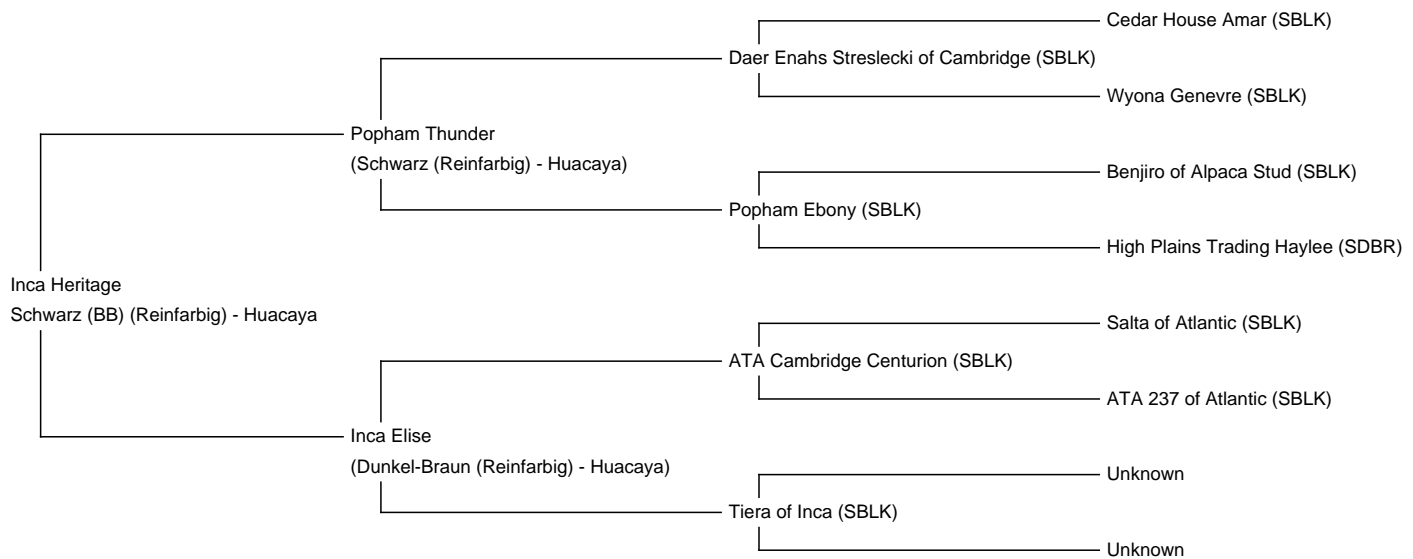 Cedar House Amar (SBLK)
Daer Enahs Streslecki of Cambridge (SBLK)
Wyona Genevre (SBLK)
Popham Thunder
(Schwarz (Reinfarbig) - Huacaya)
Benjiro of Alpaca Stud (SBLK)
Popham Ebony (SBLK)
High Plains Trading Haylee (SDBR)
Inca Heritage
Schwarz (BB) (Reinfarbig) - Huacaya
Salta of Atlantic (SBLK)
ATA Cambridge Centurion (SBLK)
ATA 237 of Atlantic (SBLK)
Inca Elise
(Dunkel-Braun (Reinfarbig) - Huacaya)
Unknown
Tiera of Inca (SBLK)
Unknown